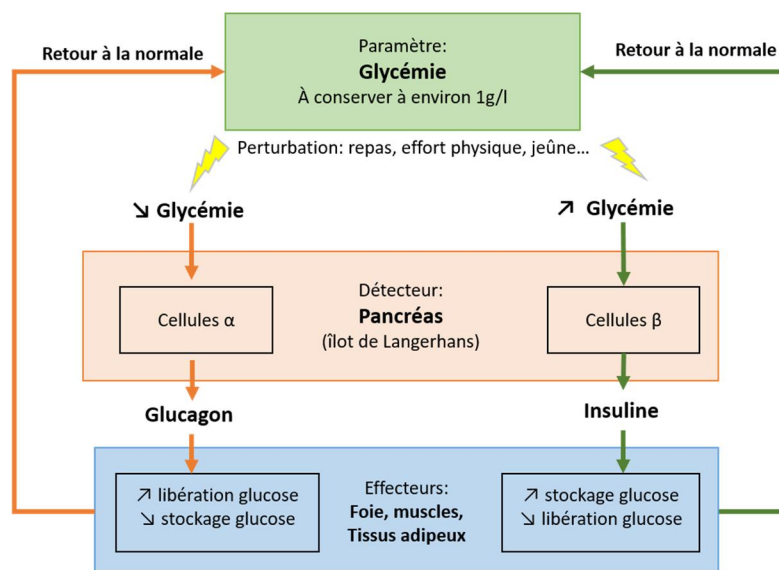 Retour à la normale
Paramètre:
Glycémie
À conserver à environ 1g/l
Retour à la normale
Perturbation: repas, effort physique, jeûne…
↘ Glycémie
↗ Glycémie
Cellules α
Détecteur:
Pancréas
(îlot de Langerhans)
Cellules β
Glucagon
Insuline
↗ libération glucose
↘ stockage glucose
Effecteurs:
Foie, muscles,
Tissus adipeux
↗ stockage glucose
↘ libération glucose